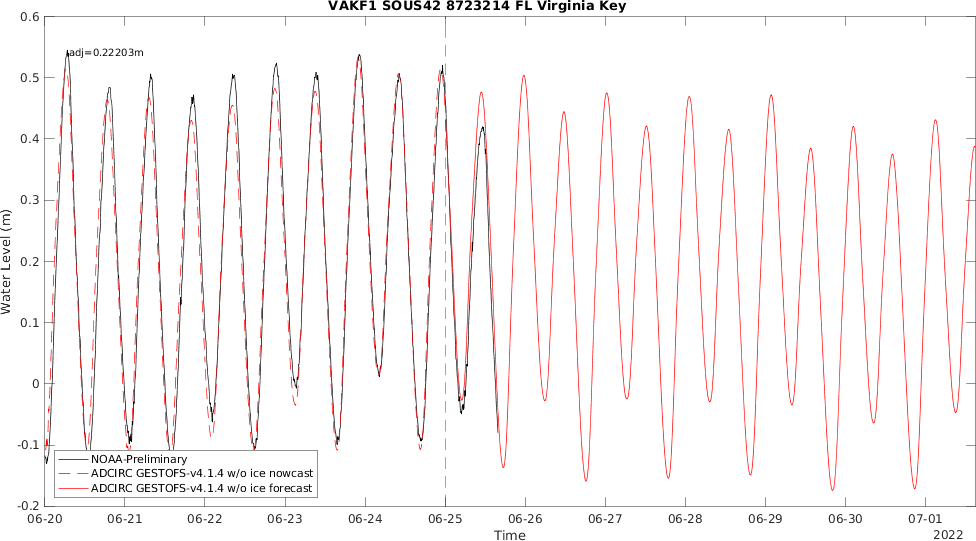 VAKF1 SOUS42 8723214 FL Virginia Key
0.6
adj=0.22203m
0.5
0.4
0.3
0.2
0.1
0
-0.1
-0.2
Water Level (m)
NOAA-Preliminary
ADCIRC GESTOFS-v4.1.4 w/o ice nowcast
ADCIRC GESTOFS-v4.1.4 w/o ice forecast
06-20 06-21 06-22 06-23 06-24 06-25 06-26 06-27 06-28 06-29 06-30 07-01
Time
2022